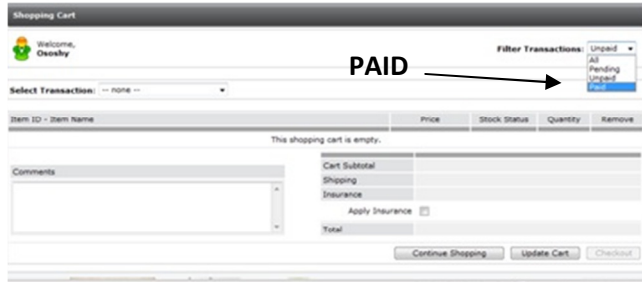 Shopping Cart
Welcome,
Ososhy
Filter Transactions: Unpaid
All
Pending
Unpaid
Paid
PAID
Select Transaction: -- none --
Item ID - Item Name Price Stock Status Quantity Remove
This shopping cart is empty.
Comments
Cart Subtotal
Shipping
Insurance
Apply Insurance
Total
Continue Shopping Update Cart Checkout